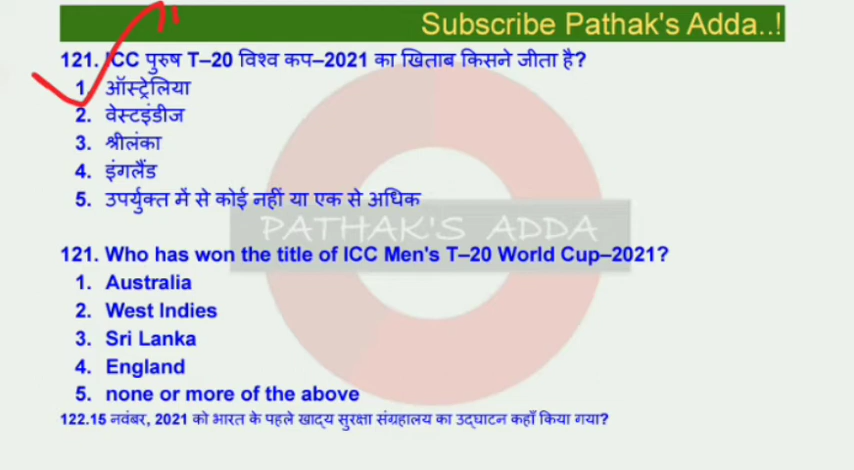 Subscribe Pathak's Adda..!
121. ICC पुरुष T–20 विश्व कप–2021 का खिताब किसने जीता है?
1. ऑस्ट्रेलिया
2. वेस्टइंडीज
3. श्रीलंका
4. इंगलैंड
5. उपर्युक्त में से कोई नहीं या एक से अधिक
PATHAK'S ADDA
121. Who has won the title of ICC Men's T–20 World Cup–2021?
1. Australia
2. West Indies
3. Sri Lanka
4. England
5. none or more of the above
122.15 नवंबर, 2021 को भारत के पहले खाद्य सुरक्षा संग्रहालय का उद्घाटन कहाँ किया गया?